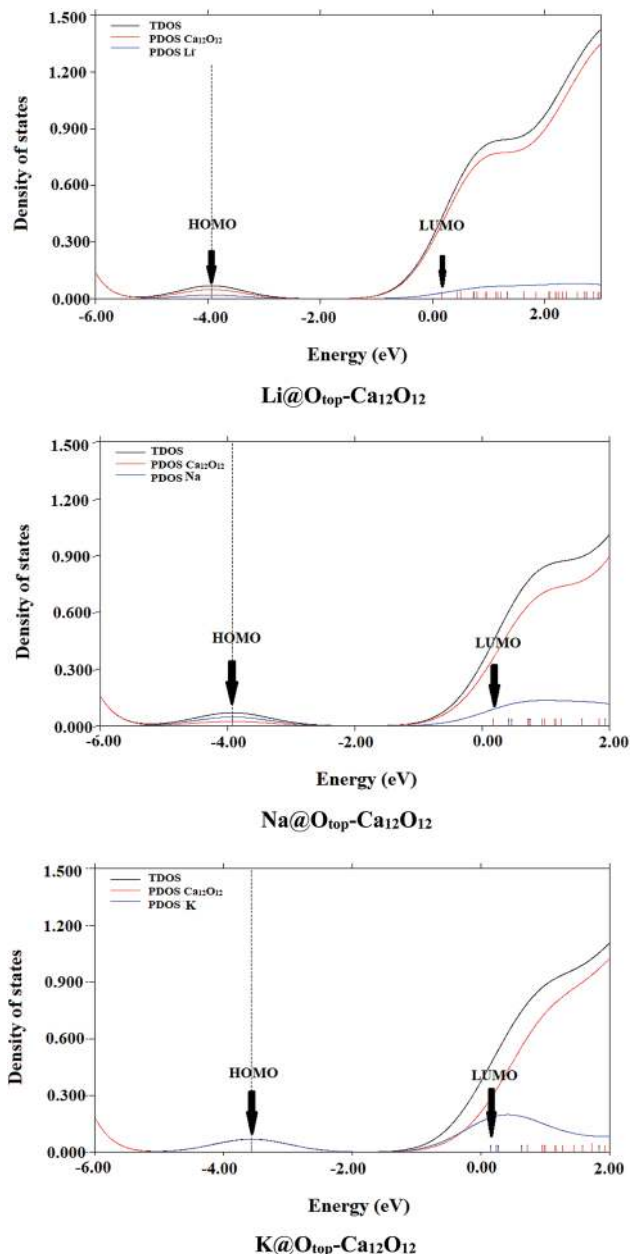 1.500
TDOS
PDOS Ca₁₂O₁₂
PDOS Li
1.200
0.900
0.600
0.300
0.000
Density of states
HOMO
LUMO
-6.00 -4.00 -2.00 0.00 2.00
Energy (eV)
Li@Oₜₒₚ-Ca₁₂O₁₂
1.500
TDOS
PDOS Ca₁₂O₁₂
PDOS Na
1.200
0.900
0.600
0.300
0.000
Density of states
HOMO
LUMO
-6.00 -4.00 -2.00 0.00 2.00
Energy (eV)
Na@Oₜₒₚ-Ca₁₂O₁₂
1.500
TDOS
PDOS Ca₁₂O₁₂
PDOS K
1.200
0.900
0.600
0.300
0.000
Density of states
HOMO
LUMO
-6.00 -4.00 -2.00 0.00 2.00
Energy (eV)
K@Oₜₒₚ-Ca₁₂O₁₂